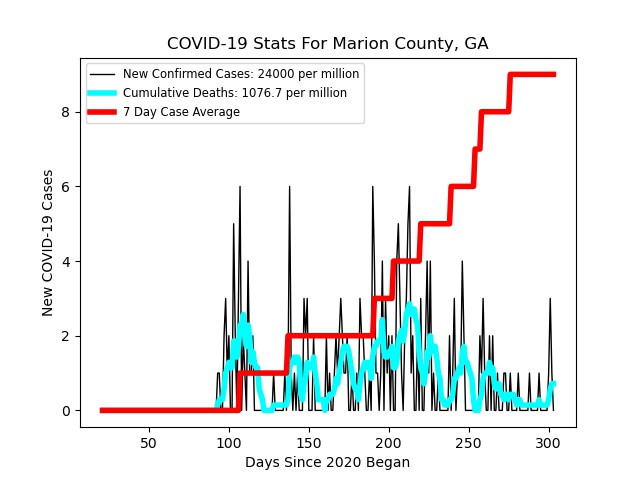 COVID-19 Stats For Marion County, GA
New Confirmed Cases: 24000 per million
Cumulative Deaths: 1076.7 per million
7 Day Case Average
New COVID-19 Cases
8
6
4
2
0
50 100 150 200 250 300
Days Since 2020 Began